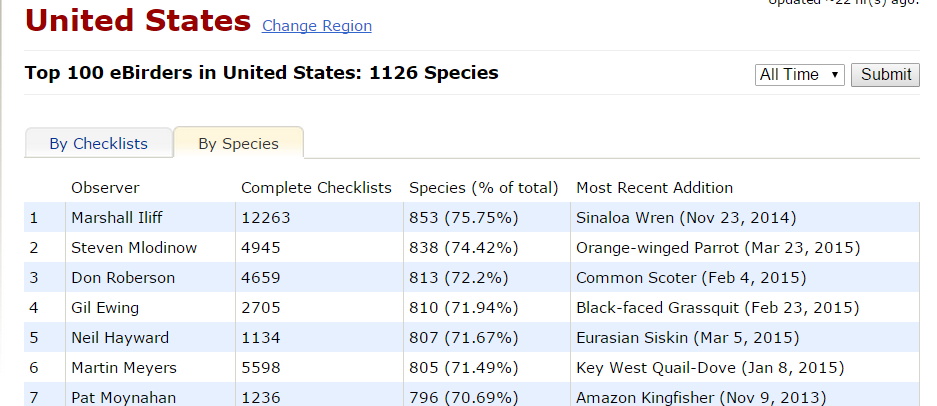 Updated ~22 hr(s) ago.
United States Change Region
Top 100 eBirders in United States: 1126 Species All Time ▼ Submit
By Checklists By Species
Observer Complete Checklists Species (% of total) Most Recent Addition
1 Marshall Iliff 12263 853 (75.75%) Sinaloa Wren (Nov 23, 2014)
2 Steven Mlodinow 4945 838 (74.42%) Orange-winged Parrot (Mar 23, 2015)
3 Don Roberson 4659 813 (72.2%) Common Scoter (Feb 4, 2015)
4 Gil Ewing 2705 810 (71.94%) Black-faced Grassquit (Feb 23, 2015)
5 Neil Hayward 1134 807 (71.67%) Eurasian Siskin (Mar 5, 2015)
6 Martin Meyers 5598 805 (71.49%) Key West Quail-Dove (Jan 8, 2015)
7 Pat Moynahan 1236 796 (70.69%) Amazon Kingfisher (Nov 9, 2013)